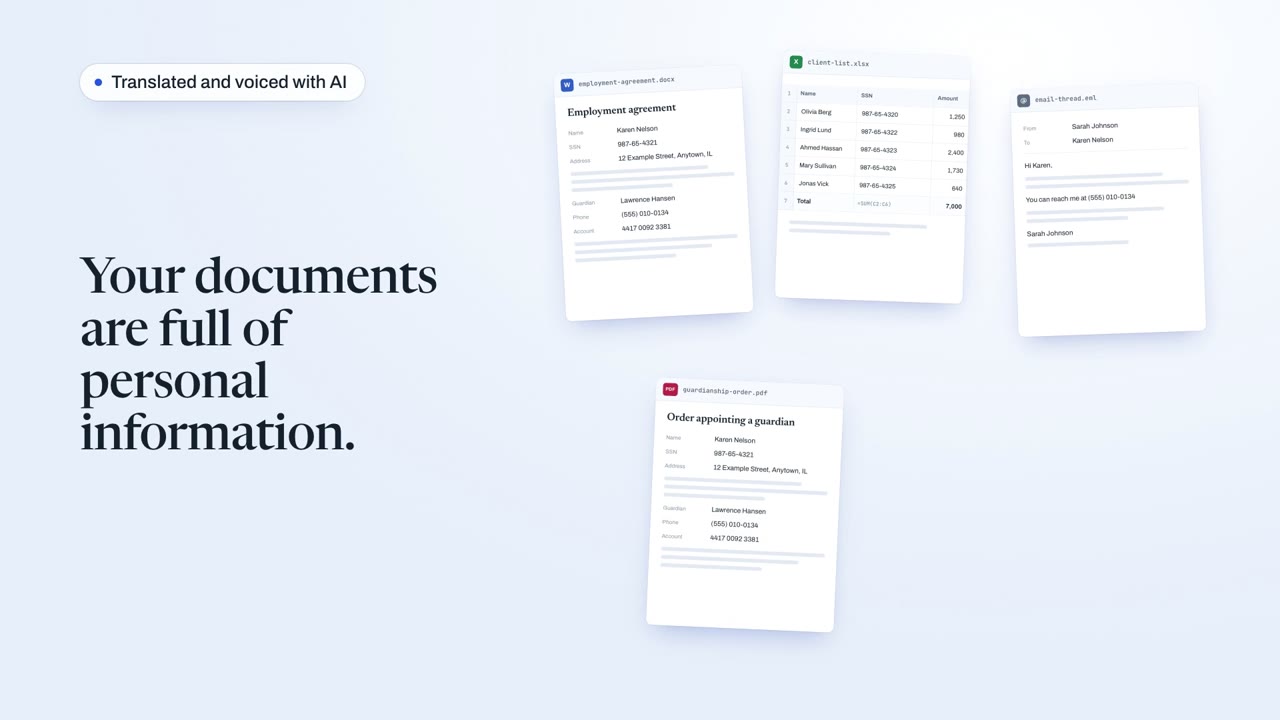 Translated and voiced with AI
Your documents
are full of
personal
information.
W employment-agreement.docx
Employment agreement
Name Karen Nelson
SSN 987-65-4321
Address 12 Example Street, Anytown, IL
Guardian Lawrence Hansen
Phone (555) 010-0134
Account 4417 0092 3381
X client-list.xlsx
1 Name SSN Amount
2 Olivia Berg 987-65-4320 1,250
3 Ingrid Lund 987-65-4322 980
4 Ahmed Hassan 987-65-4323 2,400
5 Mary Sullivan 987-65-4324 1,730
6 Jonas Vick 987-65-4325 640
7 Total =SUM(C2:C6) 7,000
@ email-thread.eml
From Sarah Johnson
To Karen Nelson
Hi Karen,
You can reach me at (555) 010-0134
Sarah Johnson
PDF guardianship-order.pdf
Order appointing a guardian
Name Karen Nelson
SSN 987-65-4321
Address 12 Example Street, Anytown, IL
Guardian Lawrence Hansen
Phone (555) 010-0134
Account 4417 0092 3381